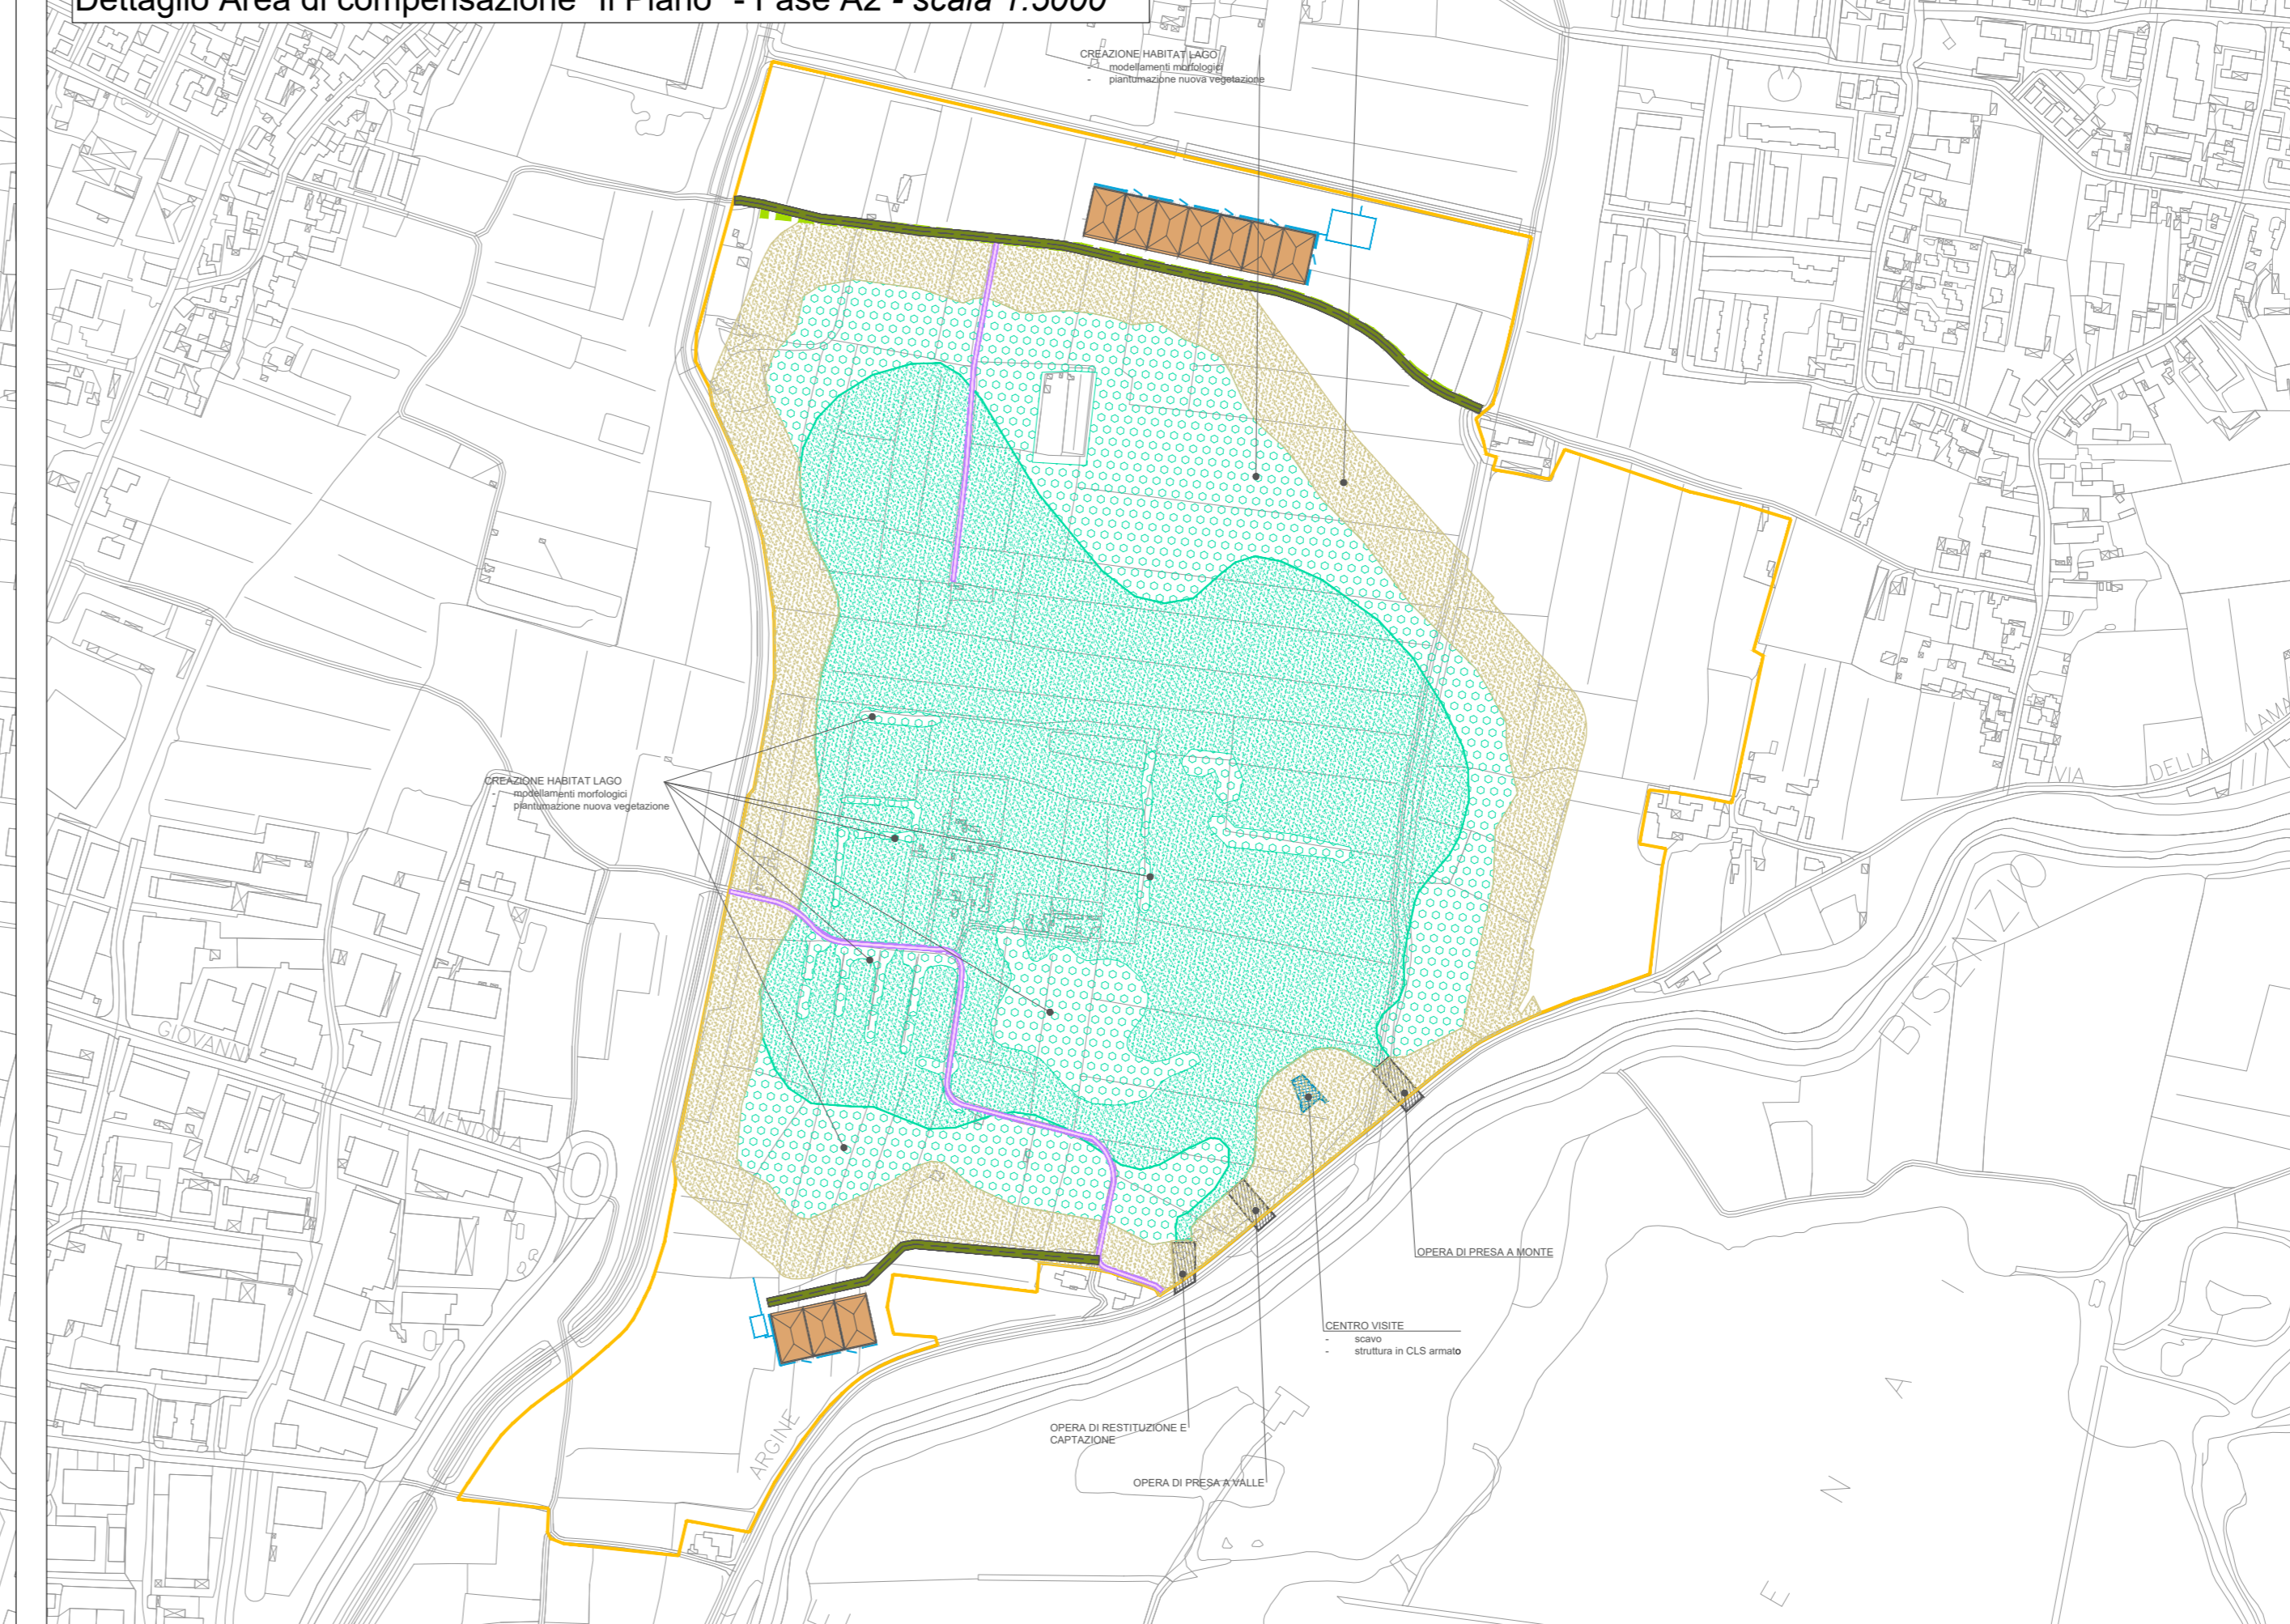 Dettaglio Area di compensazione "Il Piano" - Fase A2 - scala 1:5000
CREAZIONE HABITAT LAGO
- modellamenti morfologici
- piantumazione nuova vegetazione
CREAZIONE HABITAT LAGO
- modellamenti morfologici
- piantumazione nuova vegetazione
VIA DELLA LAMA
BISENZIO
GIOVANNI
AMENDOLA
OPERA DI PRESA A MONTE
CENTRO VISITE
- scavo
- struttura in CLS armato
OPERA DI RESTITUZIONE E
CAPTAZIONE
OPERA DI PRESA A VALLE
ARGINE
I
A
N
E